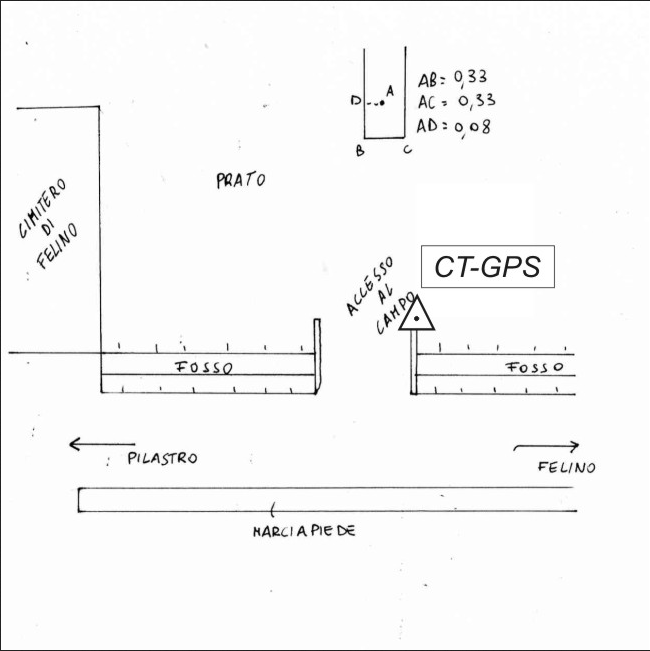 AB= 0,33
D A
AC= 0,33
AD= 0,08
B C
PRATO
CIMITERO
DI
FELINO
ACCESSO
AL
CAMPO
CT-GPS
FOSSO
FOSSO
PILASTRO
FELINO
MARCIAPIEDE